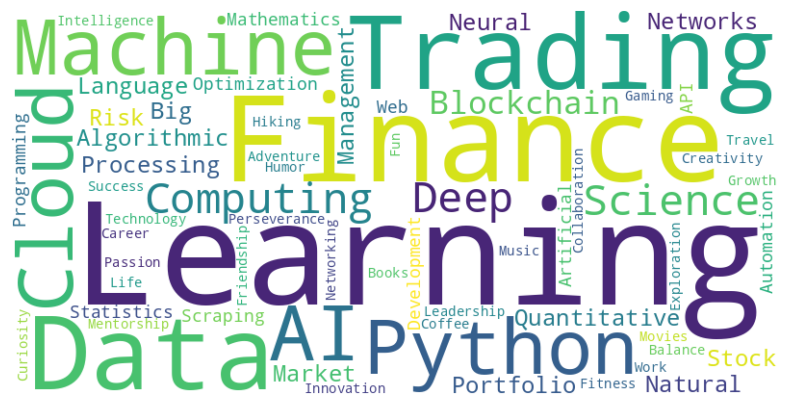 Intelligence
Mathematics
Neural
Networks
Machine
Trading
Language
Optimization
Management
Web
Blockchain
Gaming
API
Risk
Big
Finance
Hiking
Programming
Cloud
Algorithmic
Fun
Travel
Processing
Adventure
Humor
Creativity
Collaboration
Success
Computing
Deep
Science
Growth
Artificial
Automation
Technology
Perseverance
Career
Learning
Friendship
Networking
Music
Passion
Books
Development
Exploration
Life
Statistics
Mentorship
Scraping
AI
Leadership
Coffee
Quantitative
Curiosity
Data
Python
Movies
Balance
Stock
Market
Innovation
Portfolio
Fitness
Work
Natural